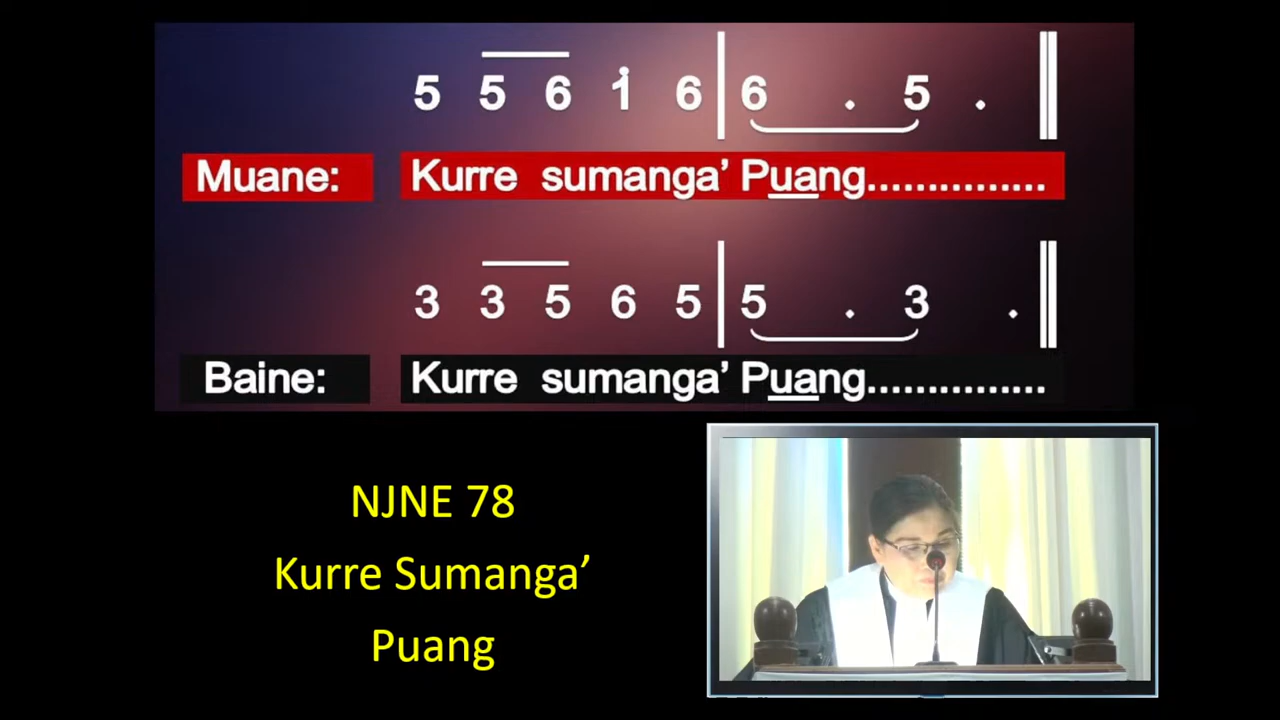 5 5 6 1̇ 6 | 6 . 5 . ||
Muane: Kurre sumanga’ Puang...............
3 3 5 6 5 | 5 . 3 . ||
Baine: Kurre sumanga’ Puang...............
NJNE 78
Kurre Sumanga’
Puang